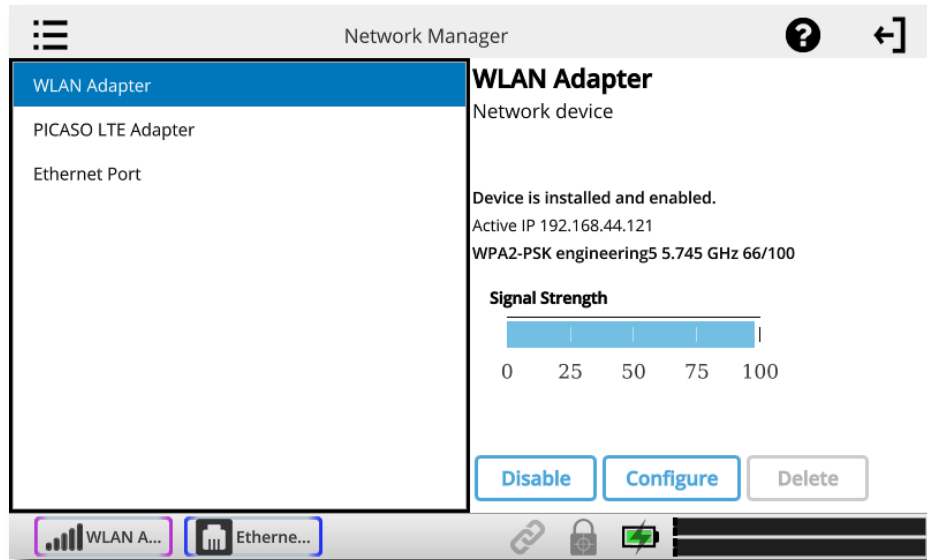 Network Manager
?
WLAN Adapter
PICASO LTE Adapter
Ethernet Port
WLAN Adapter
Network device
Device is installed and enabled.
Active IP 192.168.44.121
WPA2-PSK engineering5 5.745 GHz 66/100
Signal Strength
0 25 50 75 100
Disable Configure Delete
WLAN A... Etherne...